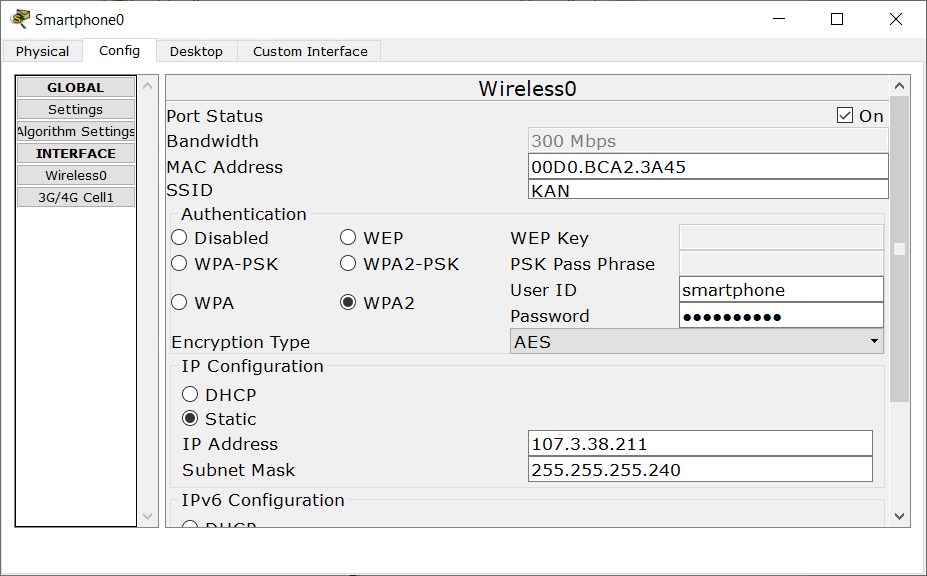 Smartphone0
Physical Config Desktop Custom Interface
GLOBAL
Settings
Algorithm Settings
INTERFACE
Wireless0
3G/4G Cell1
Wireless0
Port Status On
Bandwidth 300 Mbps
MAC Address 00D0.BCA2.3A45
SSID KAN
Authentication
Disabled WEP WEP Key
WPA-PSK WPA2-PSK PSK Pass Phrase
User ID smartphone
WPA WPA2
Password ●●●●●●●●●●
Encryption Type AES
IP Configuration
DHCP
Static
IP Address 107.3.38.211
Subnet Mask 255.255.255.240
IPv6 Configuration
DHCP